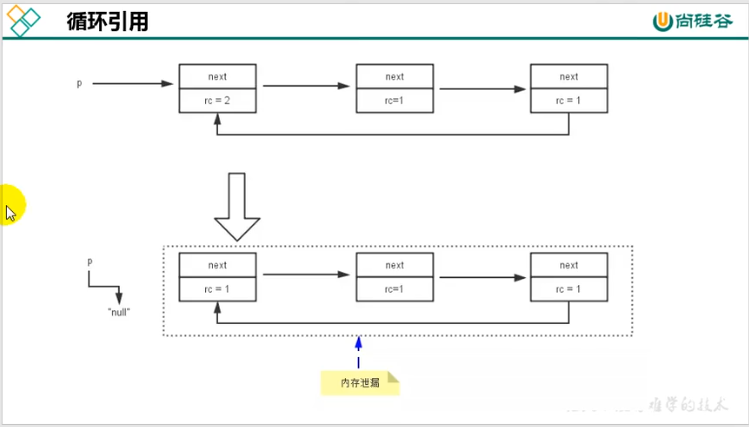 循环引用
尚硅谷
p
next
next
next
rc = 2
rc=1
rc = 1
p
next
next
next
rc = 1
rc=1
rc = 1
"null"
内存泄漏
难学的技术